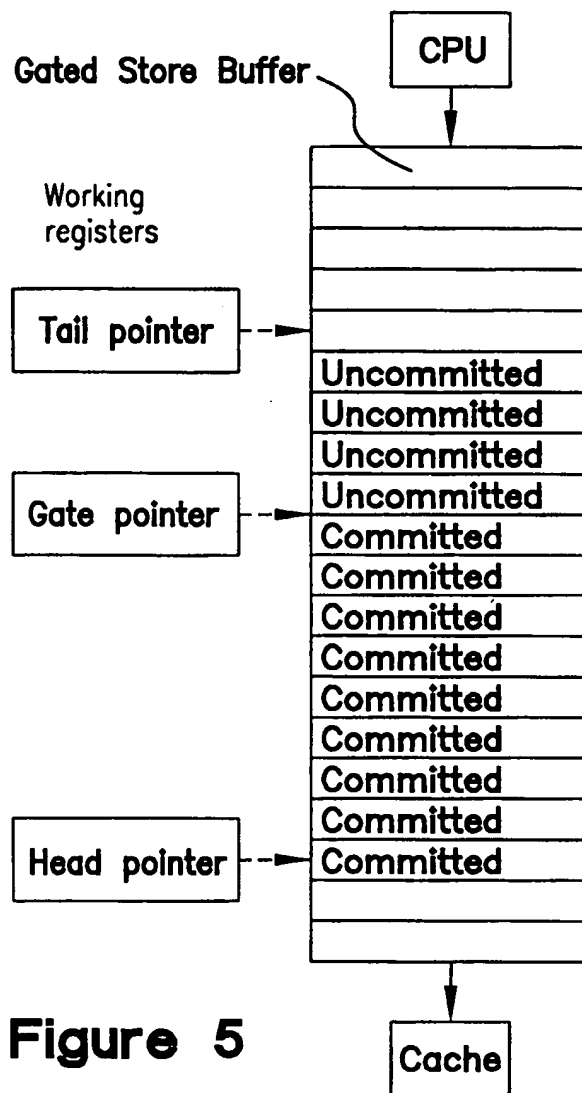 CPU
Gated Store Buffer
Working
registers
Tail pointer
Uncommitted
Uncommitted
Uncommitted
Uncommitted
Gate pointer
Committed
Committed
Committed
Committed
Committed
Committed
Committed
Committed
Head pointer
Committed
Figure 5
Cache